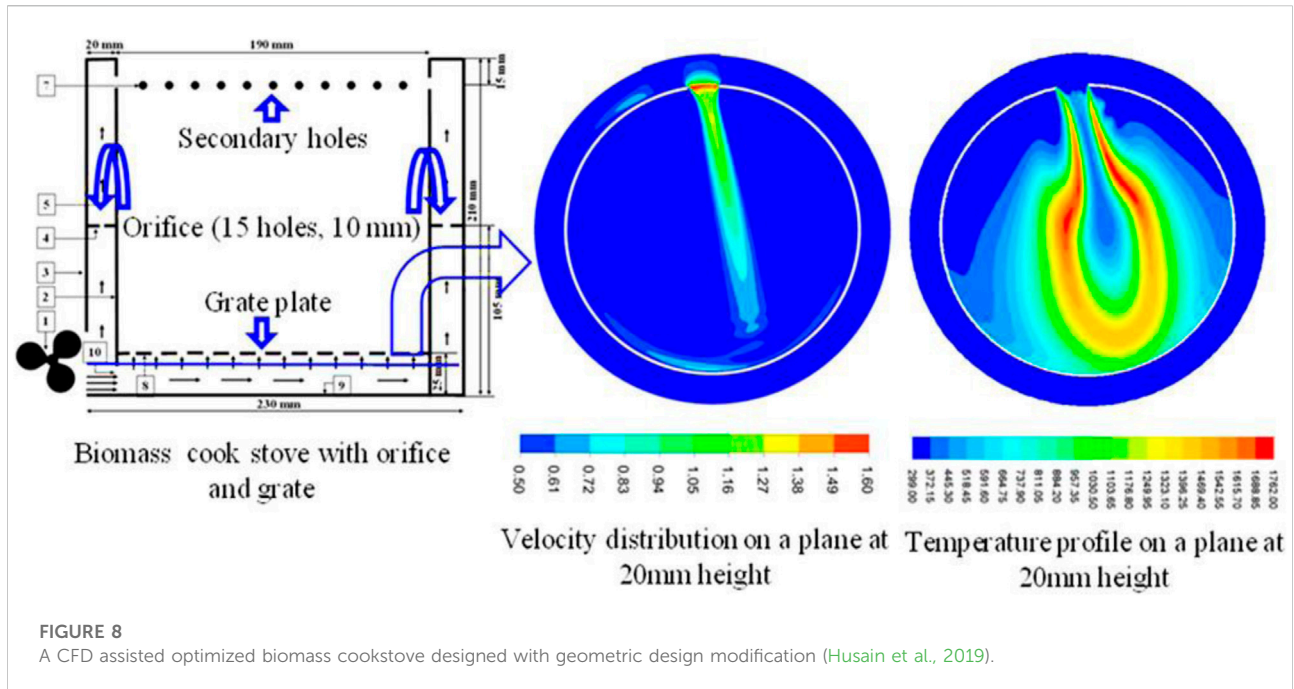 20 mm
190 mm
15 mm
7
Secondary holes
5
210 mm
Orifice (15 holes, 10 mm)
4
3
2
Grate plate
105 mm
1
10
8
9
25 mm
230 mm
Biomass cook stove with orifice
and grate
0.50
0.61
0.72
0.83
0.94
1.05
1.16
1.27
1.38
1.49
1.60
Velocity distribution on a plane at
20mm height
299.00
372.15
445.30
518.45
591.60
664.75
737.90
811.05
884.20
957.35
1030.50
1103.65
1176.80
1249.95
1323.10
1396.25
1469.40
1542.55
1615.70
1688.85
1762.00
Temperature profile on a plane at
20mm height
FIGURE 8
A CFD assisted optimized biomass cookstove designed with geometric design modification (Husain et al., 2019).